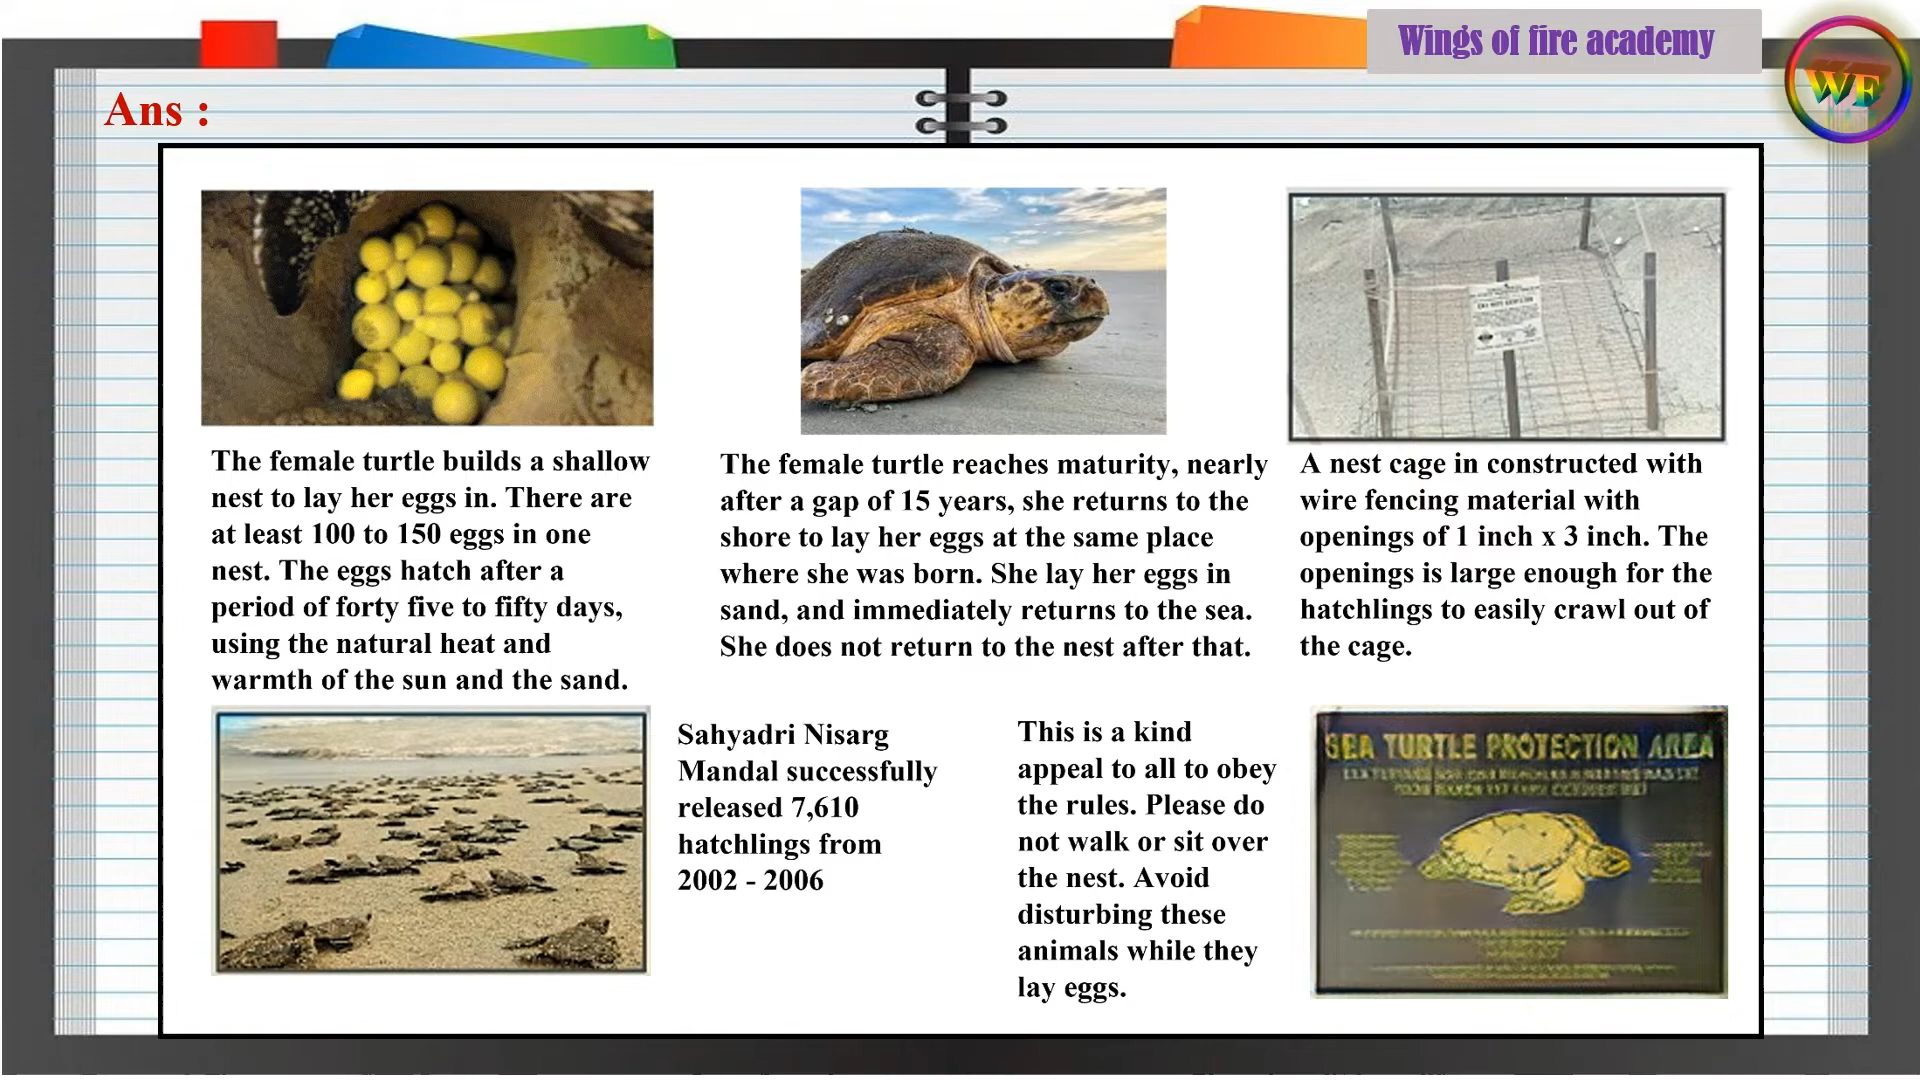 Wings of fire academy
WF
Ans :
The female turtle builds a shallow
nest to lay her eggs in. There are
at least 100 to 150 eggs in one
nest. The eggs hatch after a
period of forty five to fifty days,
using the natural heat and
warmth of the sun and the sand.
The female turtle reaches maturity, nearly
after a gap of 15 years, she returns to the
shore to lay her eggs at the same place
where she was born. She lay her eggs in
sand, and immediately returns to the sea.
She does not return to the nest after that.
A nest cage in constructed with
wire fencing material with
openings of 1 inch x 3 inch. The
openings is large enough for the
hatchlings to easily crawl out of
the cage.
Sahyadri Nisarg
Mandal successfully
released 7,610
hatchlings from
2002 - 2006
This is a kind
appeal to all to obey
the rules. Please do
not walk or sit over
the nest. Avoid
disturbing these
animals while they
lay eggs.
SEA TURTLE PROTECTION AREA